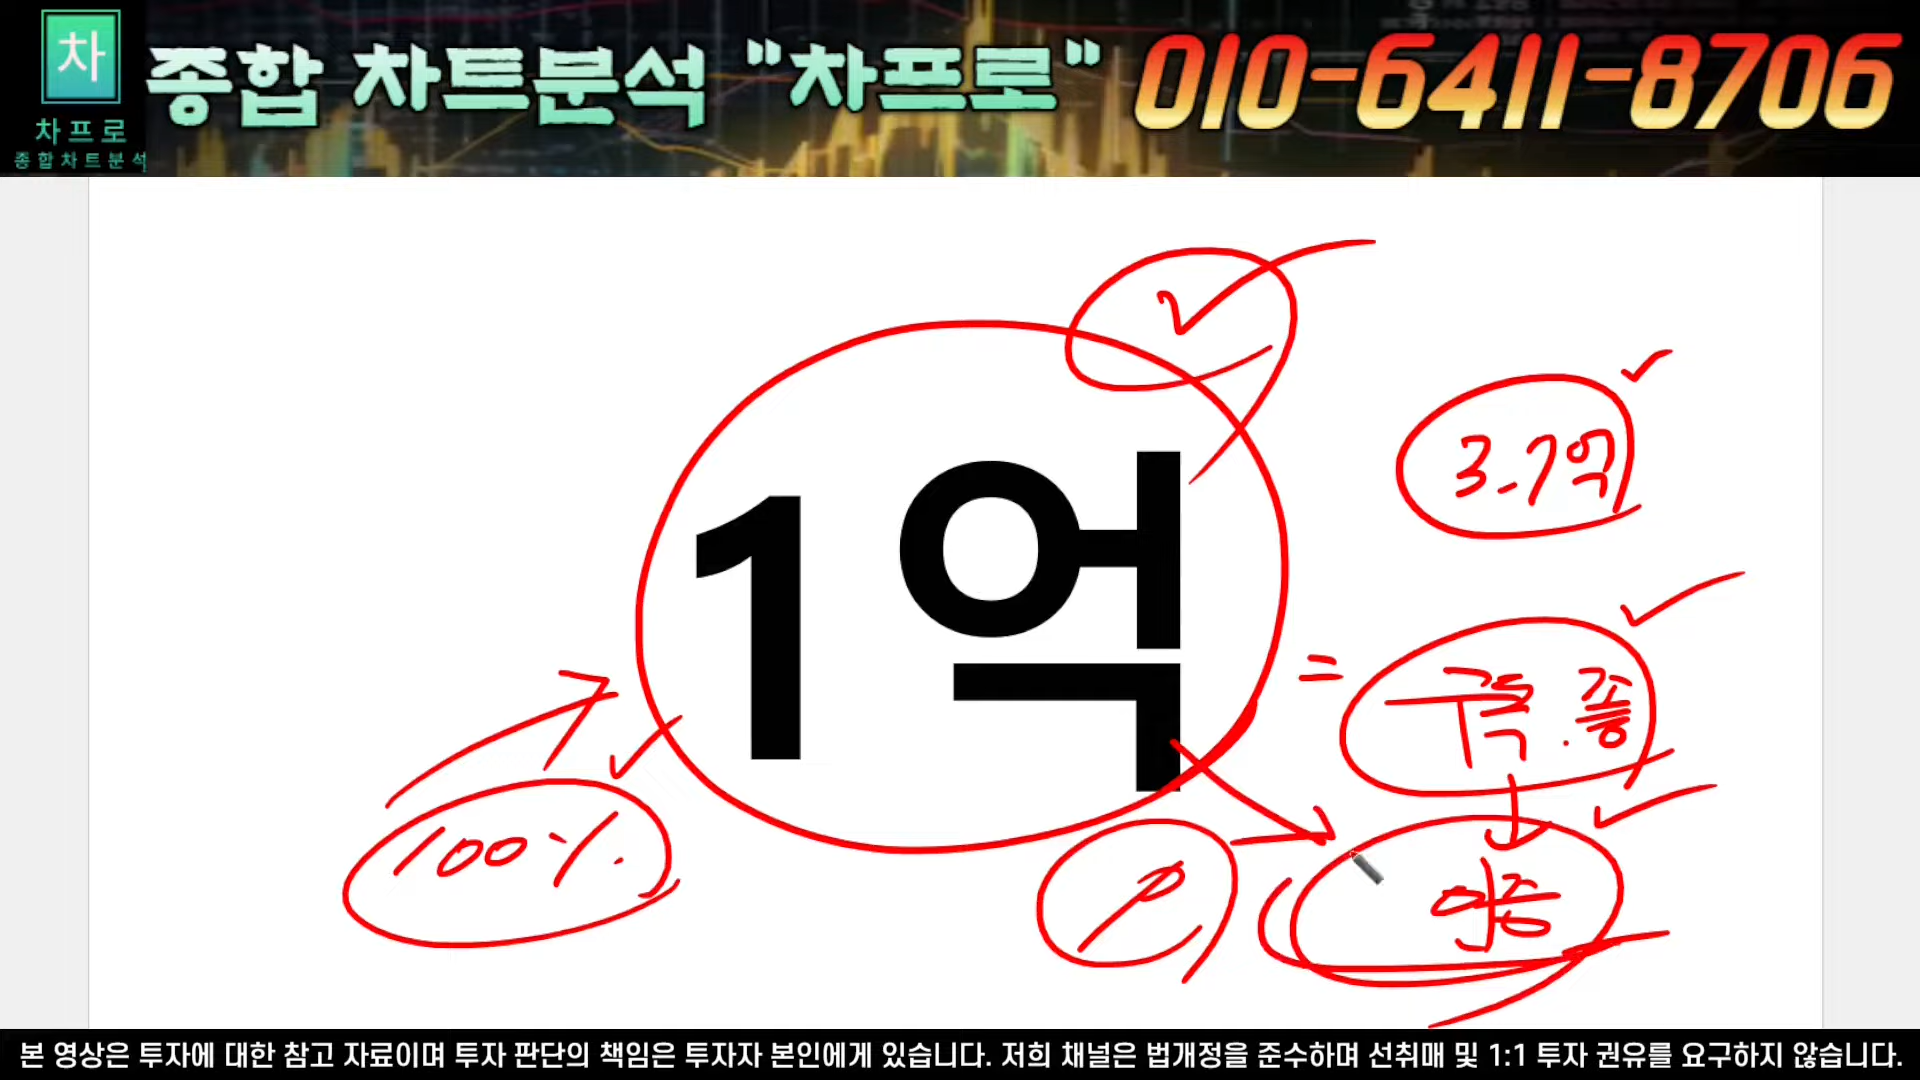 차
차프로
종합차트분석
종합 차트분석 "차프로" 010-6411-8706
3.7억
1억
=
100%
본 영상은 투자에 대한 참고 자료이며 투자 판단의 책임은 투자자 본인에게 있습니다. 저희 채널은 법개정을 준수하며 선취매 및 1:1 투자 권유를 요구하지 않습니다.